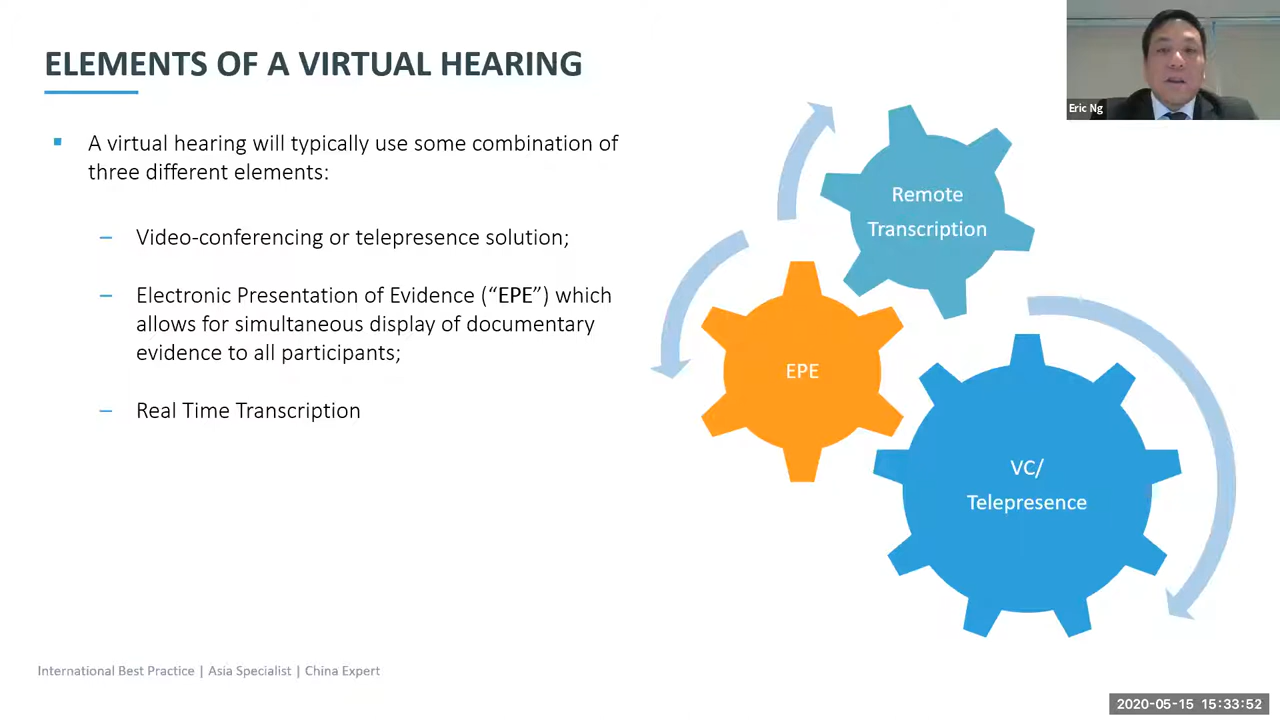 ELEMENTS OF A VIRTUAL HEARING
▪ A virtual hearing will typically use some combination of
three different elements:
– Video-conferencing or telepresence solution;
– Electronic Presentation of Evidence (“EPE”) which
allows for simultaneous display of documentary
evidence to all participants;
– Real Time Transcription
Remote
Transcription
EPE
VC/
Telepresence
Eric Ng
International Best Practice | Asia Specialist | China Expert
2020-05-15 15:33:52